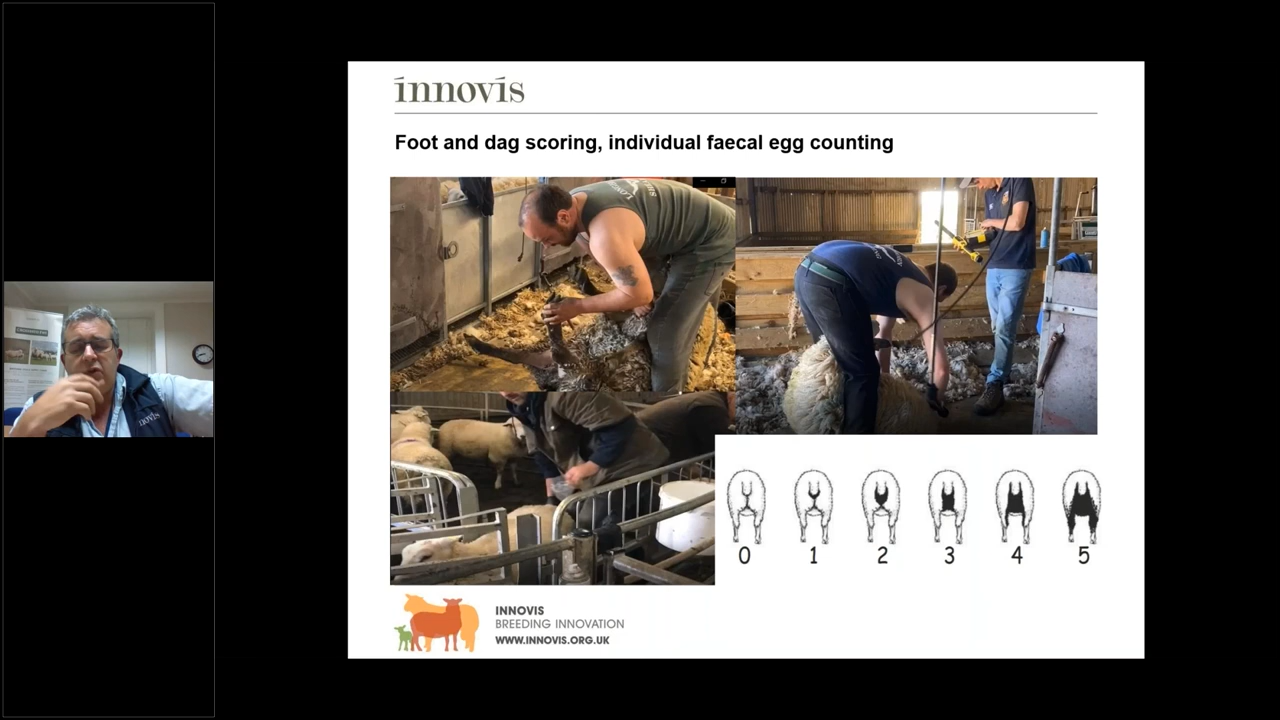 innovis
Foot and dag scoring, individual faecal egg counting
0 1 2 3 4 5
INNOVIS
BREEDING INNOVATION
WWW.INNOVIS.ORG.UK
innovis